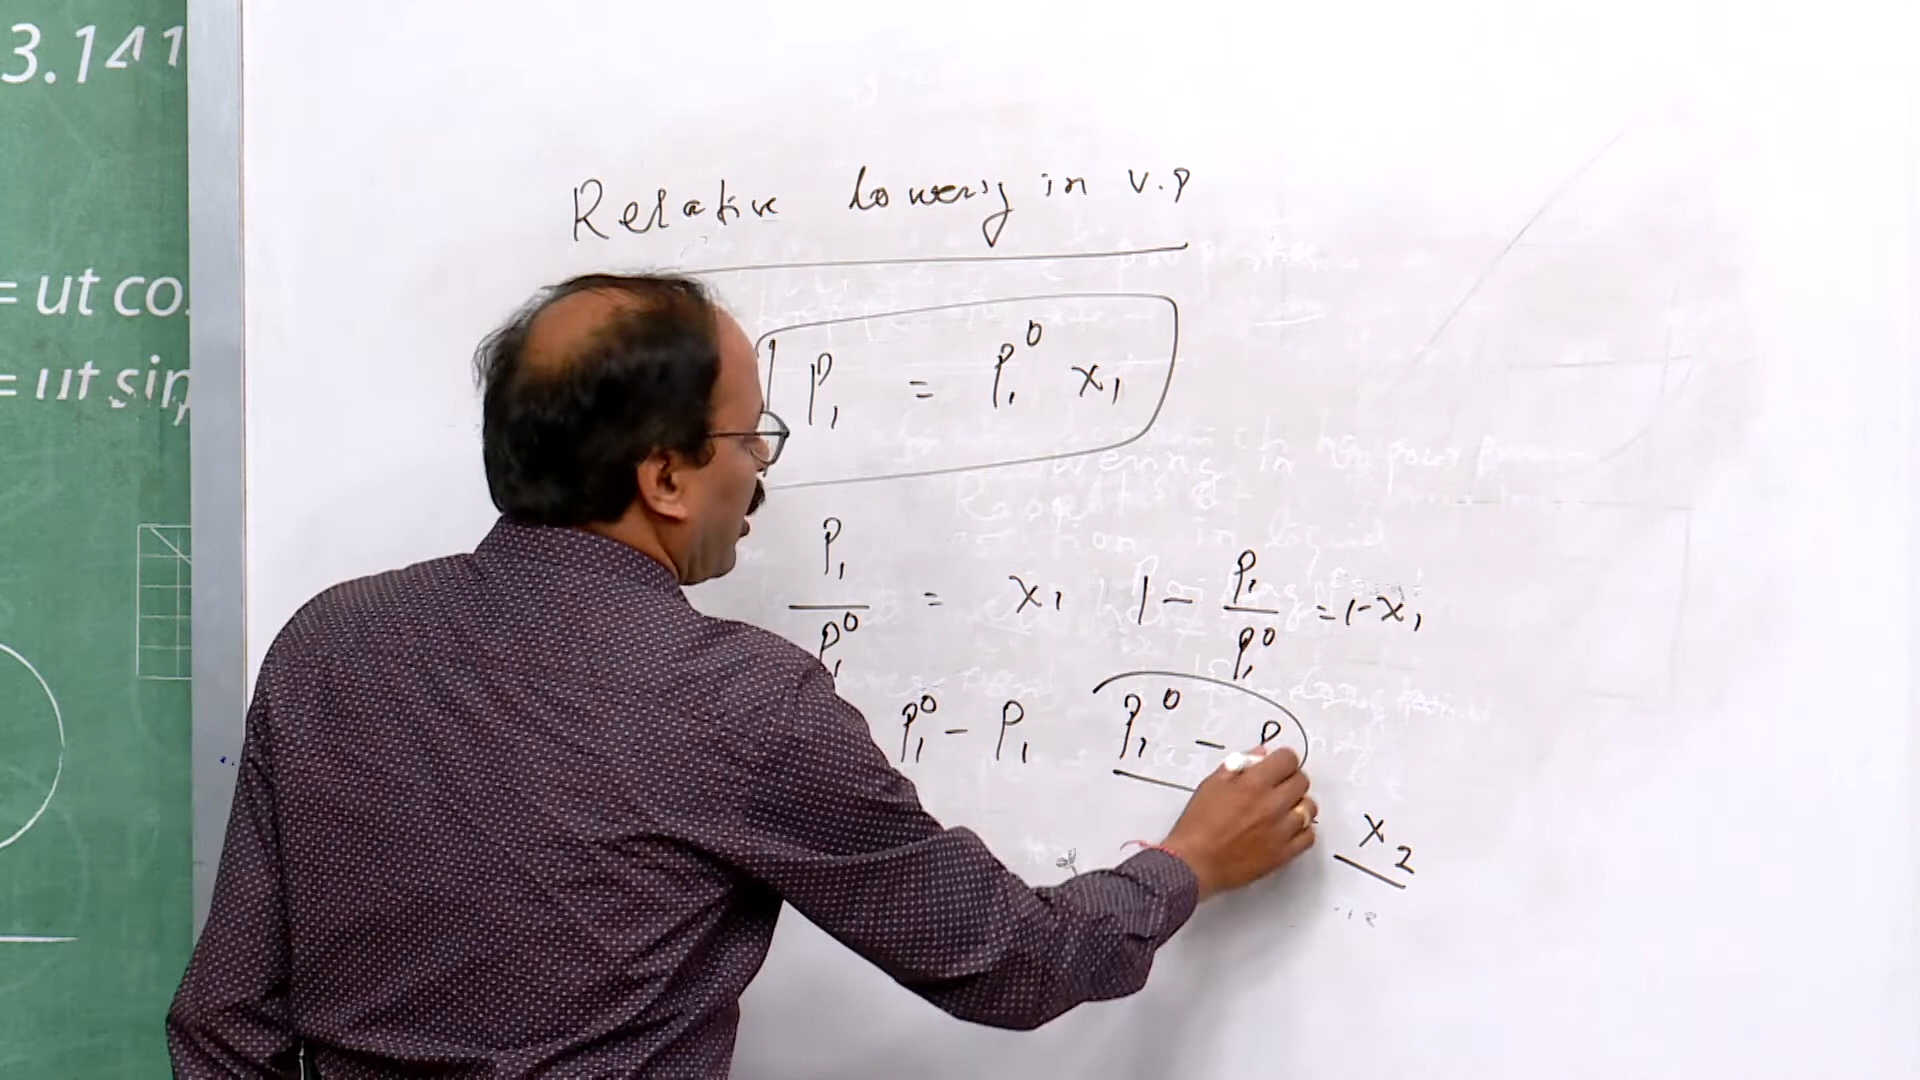 3.141
= ut co
= ut sin
Relative lowering in v.p
P₁ = P₁⁰ x₁
P₁/P₁⁰ = x₁ 1 - P₁/P₁⁰ = 1-x₁
P₁⁰ - P₁ P₁⁰ - P
x₂